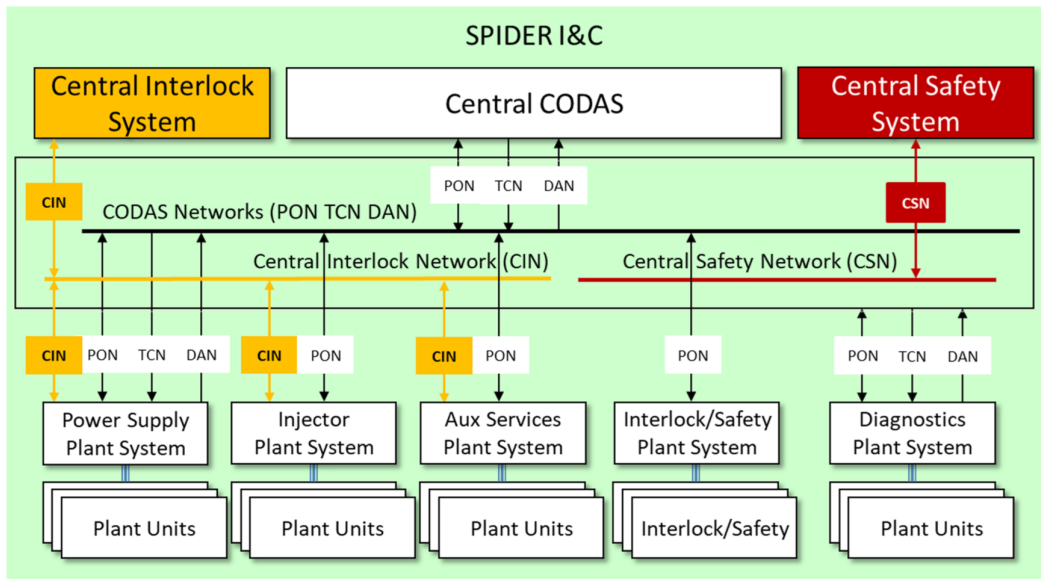 SPIDER I&C
Central Interlock
System
Central CODAS
Central Safety
System
CIN
PON TCN DAN
CSN
CODAS Networks (PON TCN DAN)
Central Interlock Network (CIN)
Central Safety Network (CSN)
CIN PON TCN DAN
CIN PON
CIN PON
PON
PON TCN DAN
Power Supply
Plant System
Injector
Plant System
Aux Services
Plant System
Interlock/Safety
Plant System
Diagnostics
Plant System
Plant Units
Plant Units
Plant Units
Interlock/Safety
Plant Units